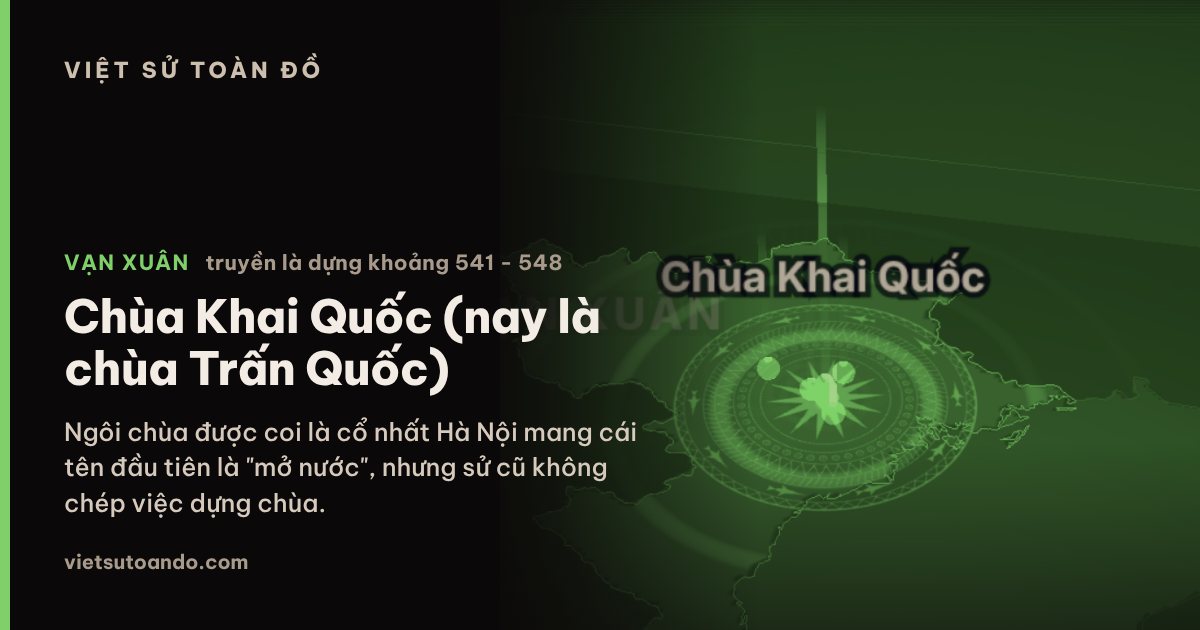 VIỆT SỬ TOÀN ĐỒ
VẠN XUÂN truyền là dựng khoảng 541 - 548
Chùa Khai Quốc (nay là
chùa Trấn Quốc)
Ngôi chùa được coi là cổ nhất Hà Nội mang cái
tên đầu tiên là "mở nước", nhưng sử cũ không
chép việc dựng chùa.
vietsutoando.com
Chùa Khai Quốc
XUÂN